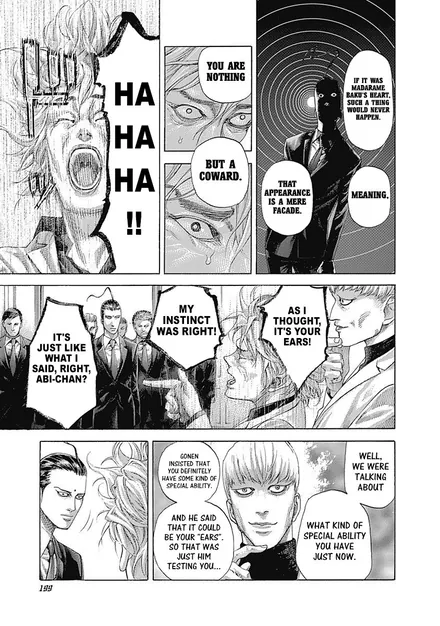 IF IT WAS
MADARAME
BAKU'S HEART,
SUCH A THING
WOULD NEVER
HAPPEN.
MEANING,
THAT
APPEARANCE
IS A MERE
FACADE.
YOU ARE
NOTHING
BUT A
COWARD.
HA
HA
HA
!!
AS I
THOUGHT,
IT'S YOUR
EARS!
MY
INSTINCT
WAS RIGHT!
IT'S
JUST LIKE
WHAT I
SAID, RIGHT,
ABI-CHAN?
WELL,
WE WERE
TALKING
ABOUT
WHAT KIND OF
SPECIAL ABILITY
YOU HAVE
JUST NOW.
GONEN
INSISTED THAT
YOU DEFINITELY
HAVE SOME KIND OF
SPECIAL ABILITY.
AND HE SAID
THAT IT COULD
BE YOUR "EARS".
SO THAT WAS
JUST HIM
TESTING YOU...
199